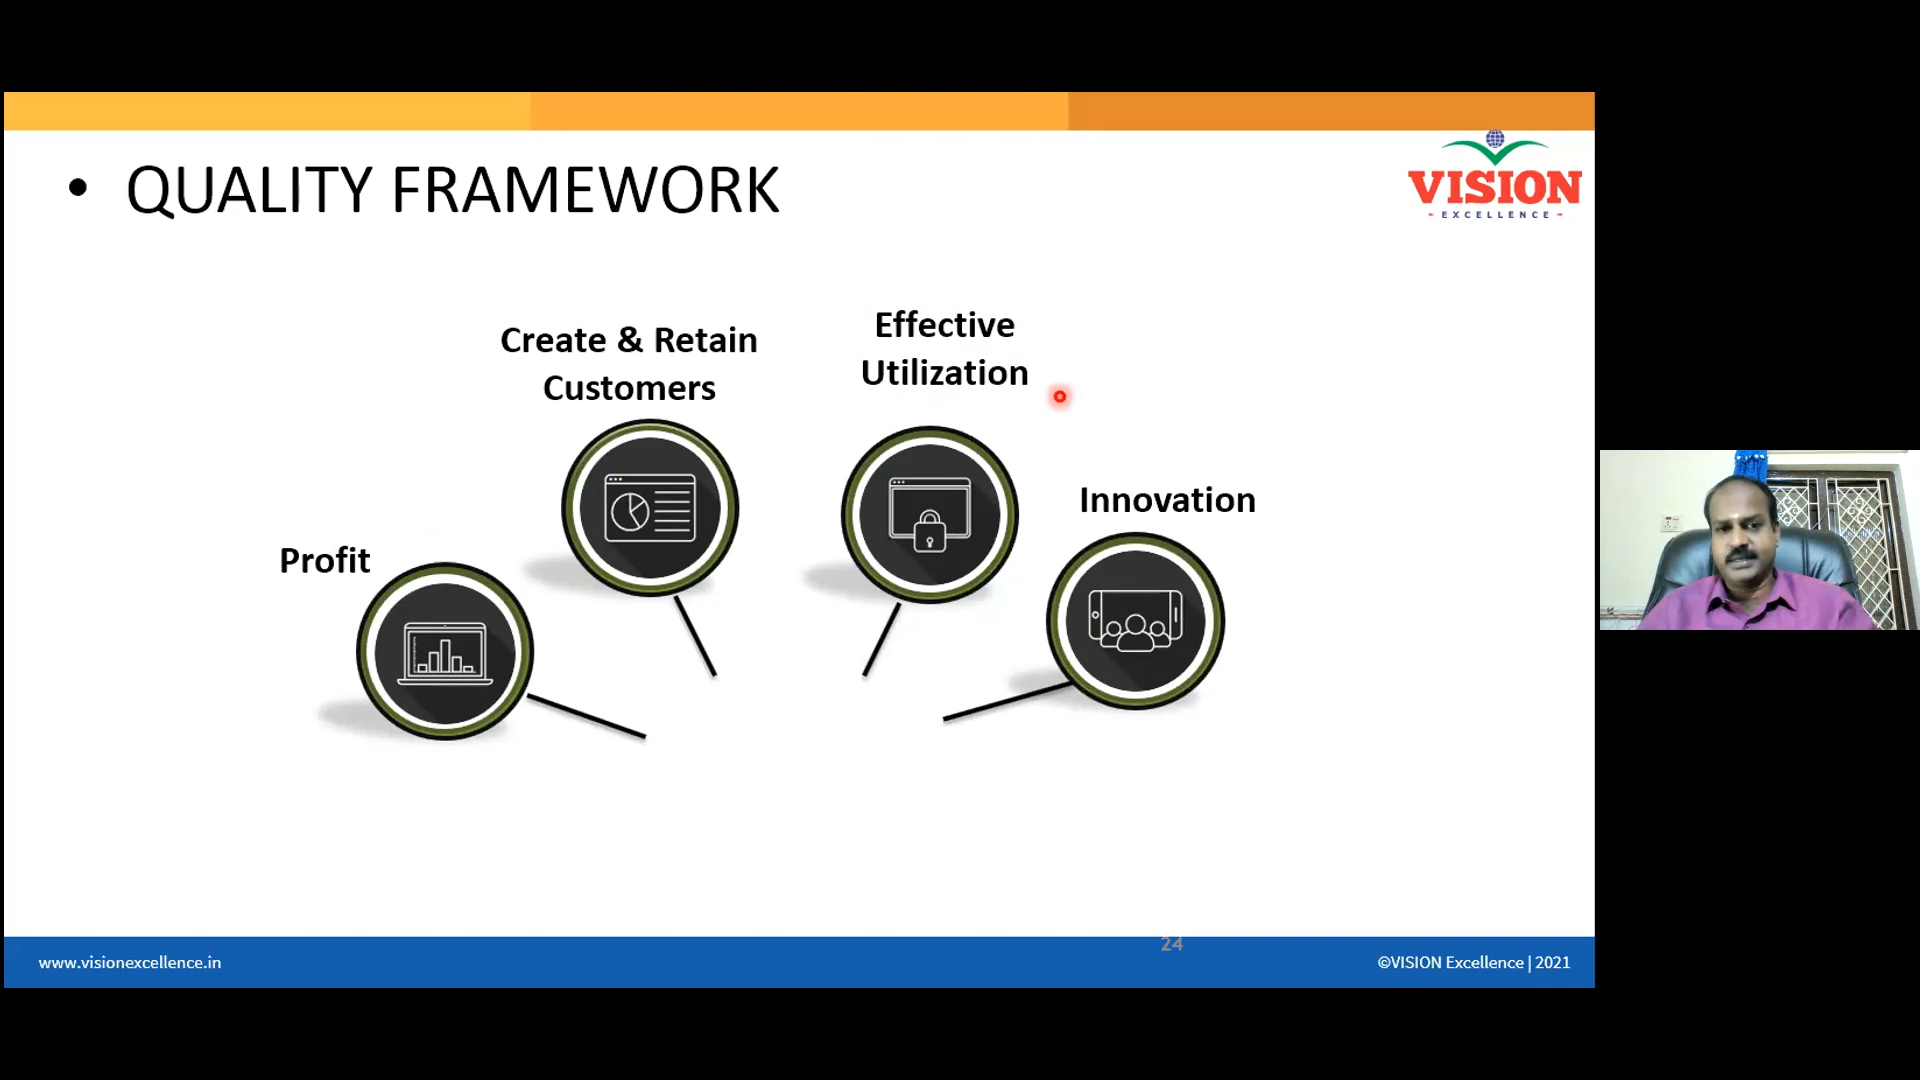 • QUALITY FRAMEWORK
VISION
- EXCELLENCE -
Create & Retain
Customers
Effective
Utilization
Innovation
Profit
24
www.visionexcellence.in
©VISION Excellence | 2021